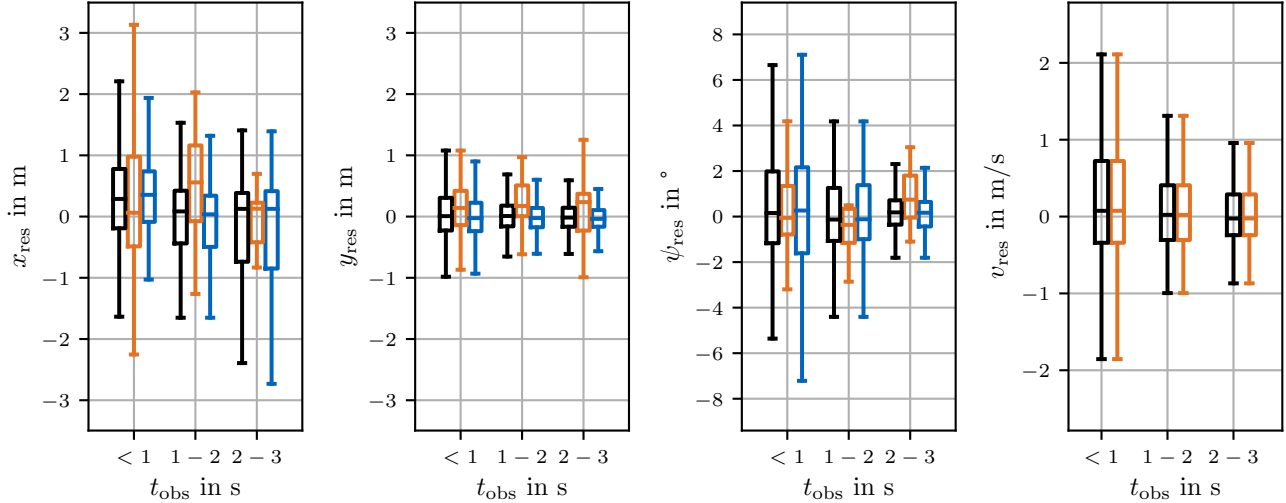 x_res in m
3
2
1
0
−1
−2
−3
< 1
1 − 2
2 − 3
t_obs in s
y_res in m
3
2
1
0
−1
−2
−3
< 1
1 − 2
2 − 3
t_obs in s
ψ_res in °
8
6
4
2
0
−2
−4
−6
−8
< 1
1 − 2
2 − 3
t_obs in s
v_res in m/s
2
1
0
−1
−2
< 1
1 − 2
2 − 3
t_obs in s